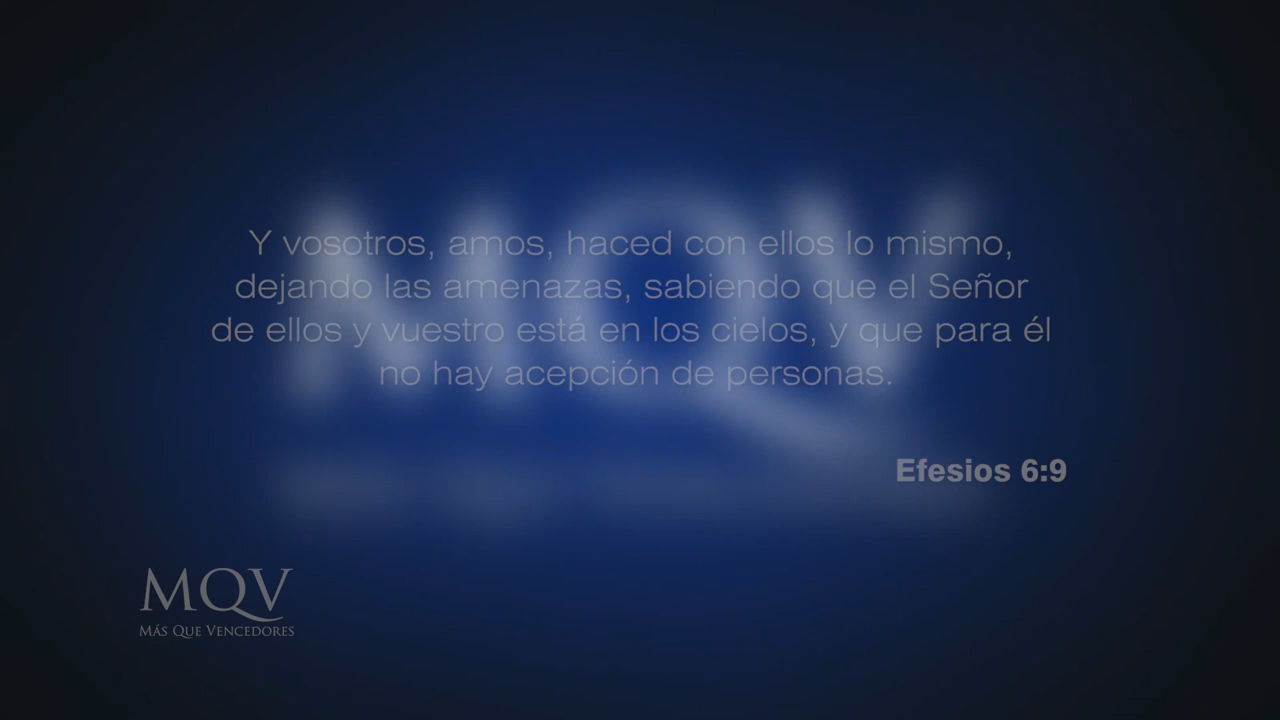 Y vosotros, amos, haced con ellos lo mismo,
dejando las amenazas, sabiendo que el Señor
de ellos y vuestro está en los cielos, y que para él
no hay acepción de personas.
Efesios 6:9
MQV
MÁS QUE VENCEDORES
MQV